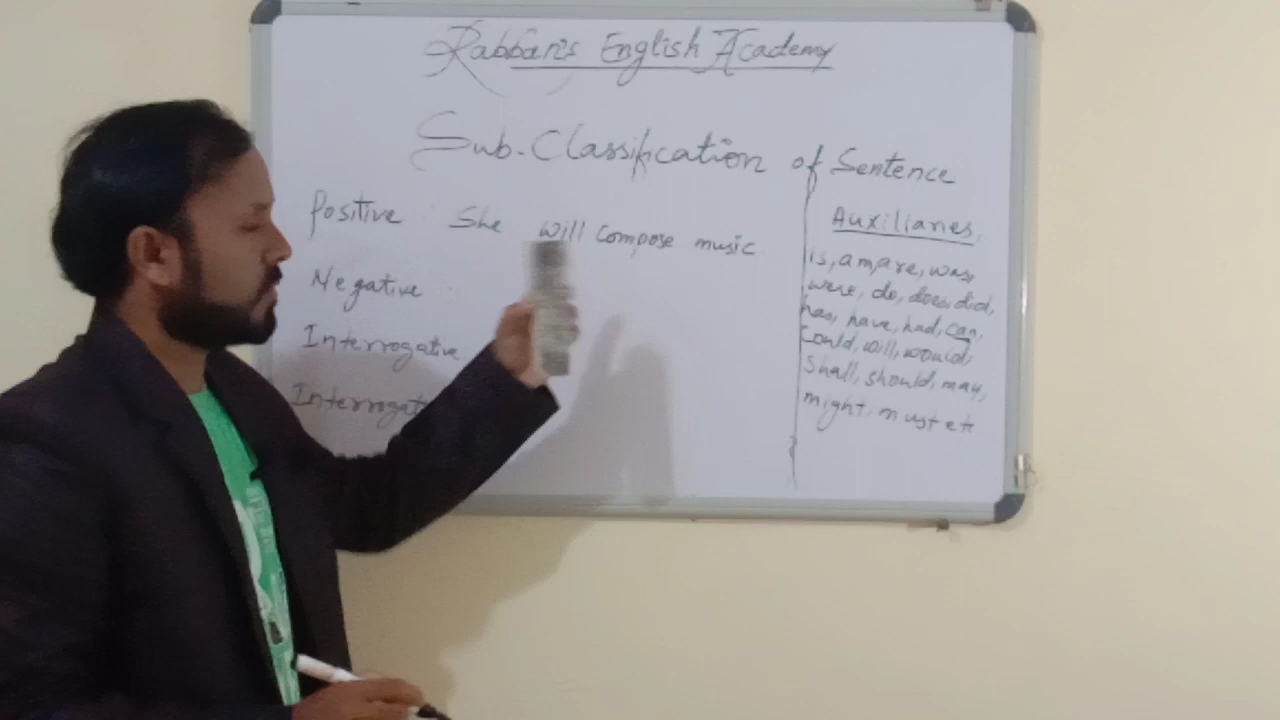 Rabbani's English Academy
Sub-Classification of Sentence
Positive She will compose music
Negative
Interrogative
Interrogat
Auxiliaries,
is, am, are, was,
were, do, does, did,
has, have, had, can,
Could, will, would,
Shall, should, may,
might, must etc